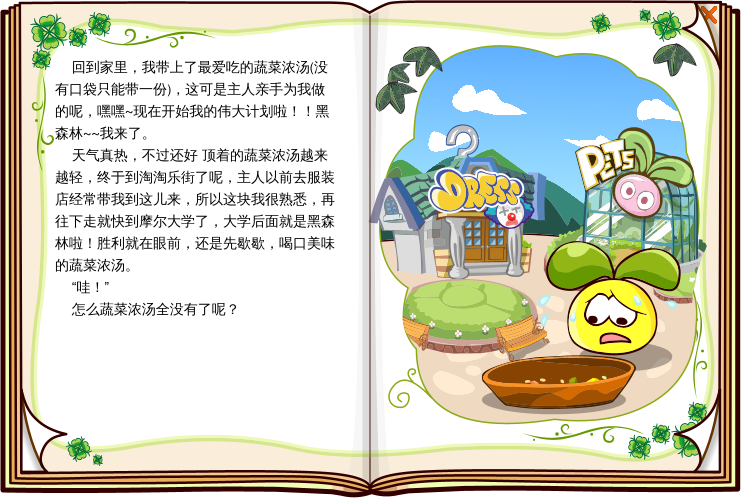 回到家里，我带上了最爱吃的蔬菜浓汤(没
有口袋只能带一份)，这可是主人亲手为我做
的呢，嘿嘿~现在开始我的伟大计划啦！！黑
森林~~我来了。
天气真热，不过还好 顶着的蔬菜浓汤越来
越轻，终于到淘淘乐街了呢，主人以前去服装
店经常带我到这儿来，所以这块我很熟悉，再
往下走就快到摩尔大学了，大学后面就是黑森
林啦！胜利就在眼前，还是先歇歇，喝口美味
的蔬菜浓汤。
“哇！”
怎么蔬菜浓汤全没有了呢？
DRESS
PETS